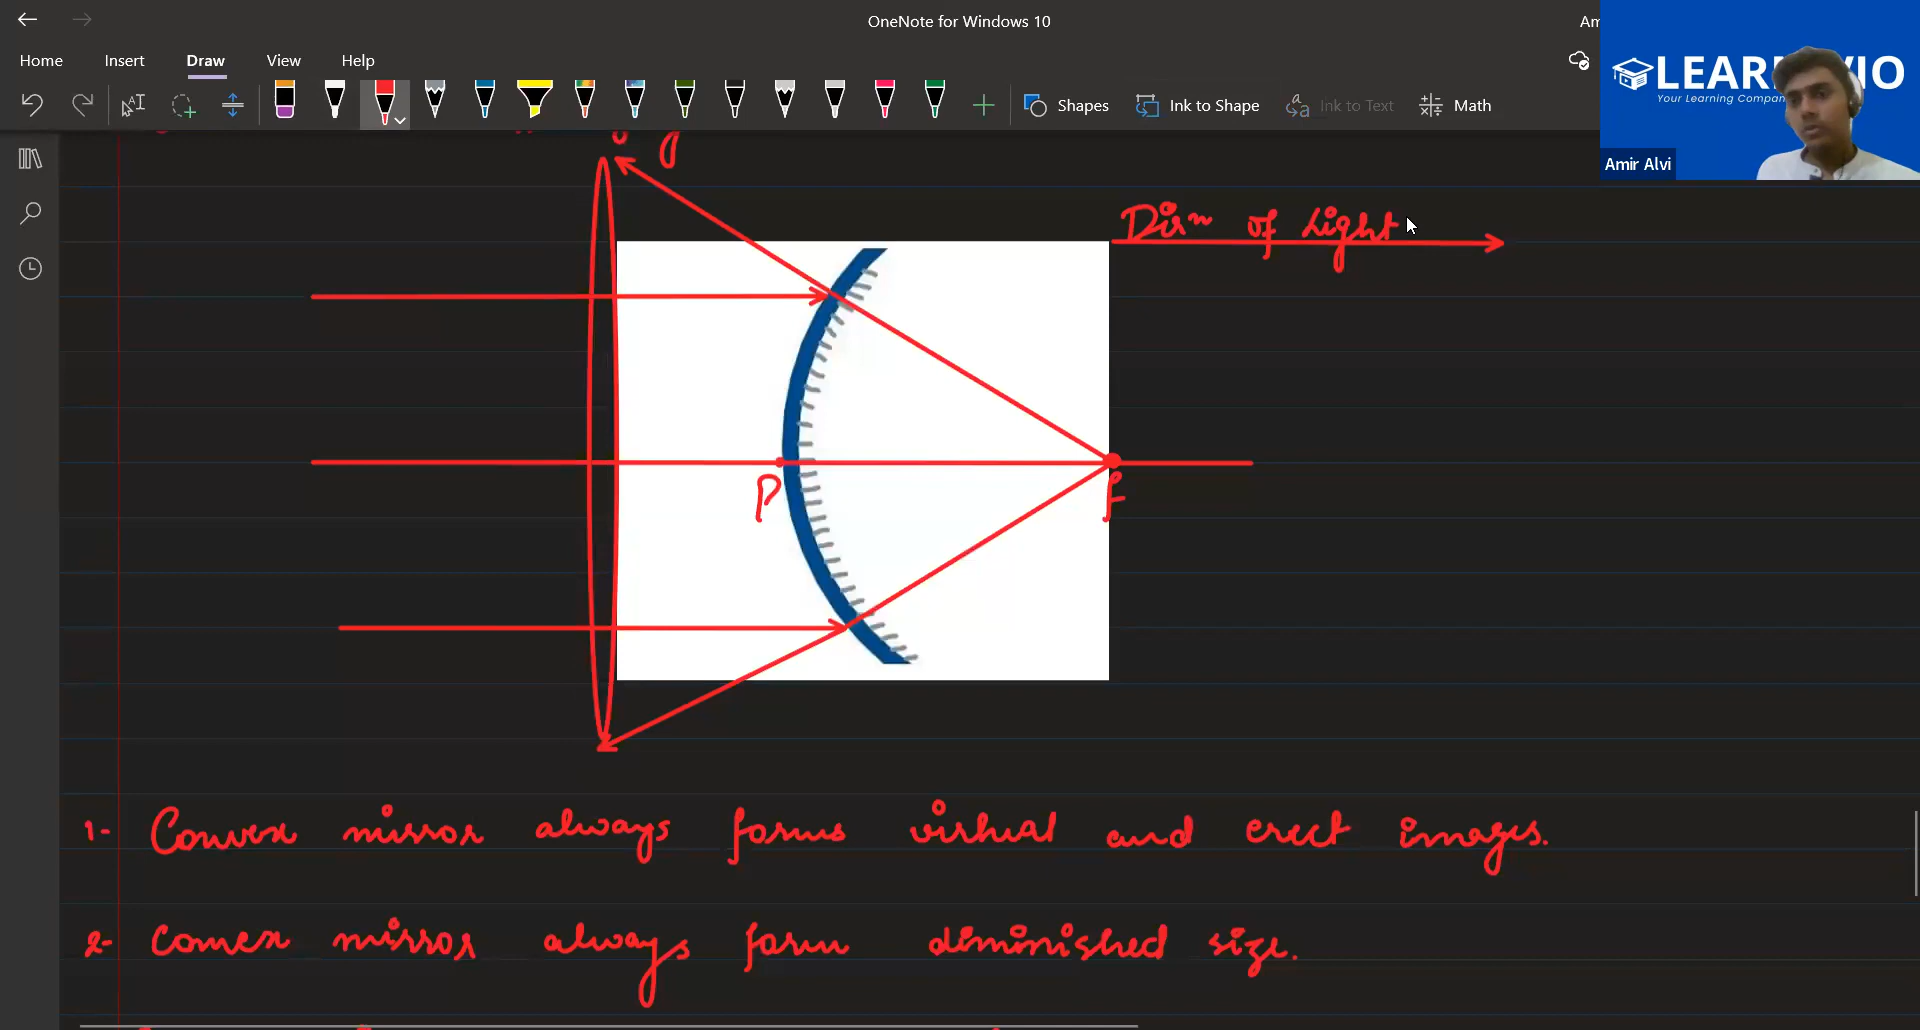 OneNote for Windows 10
Am
Home Insert Draw View Help
LEAR IO
Your Learning Compan
Shapes Ink to Shape Ink to Text Math
Amir Alvi
Dirⁿ of Light
P
F
1- Convex mirror always forms virtual and erect images.
2- Convex mirror always form diminished size.